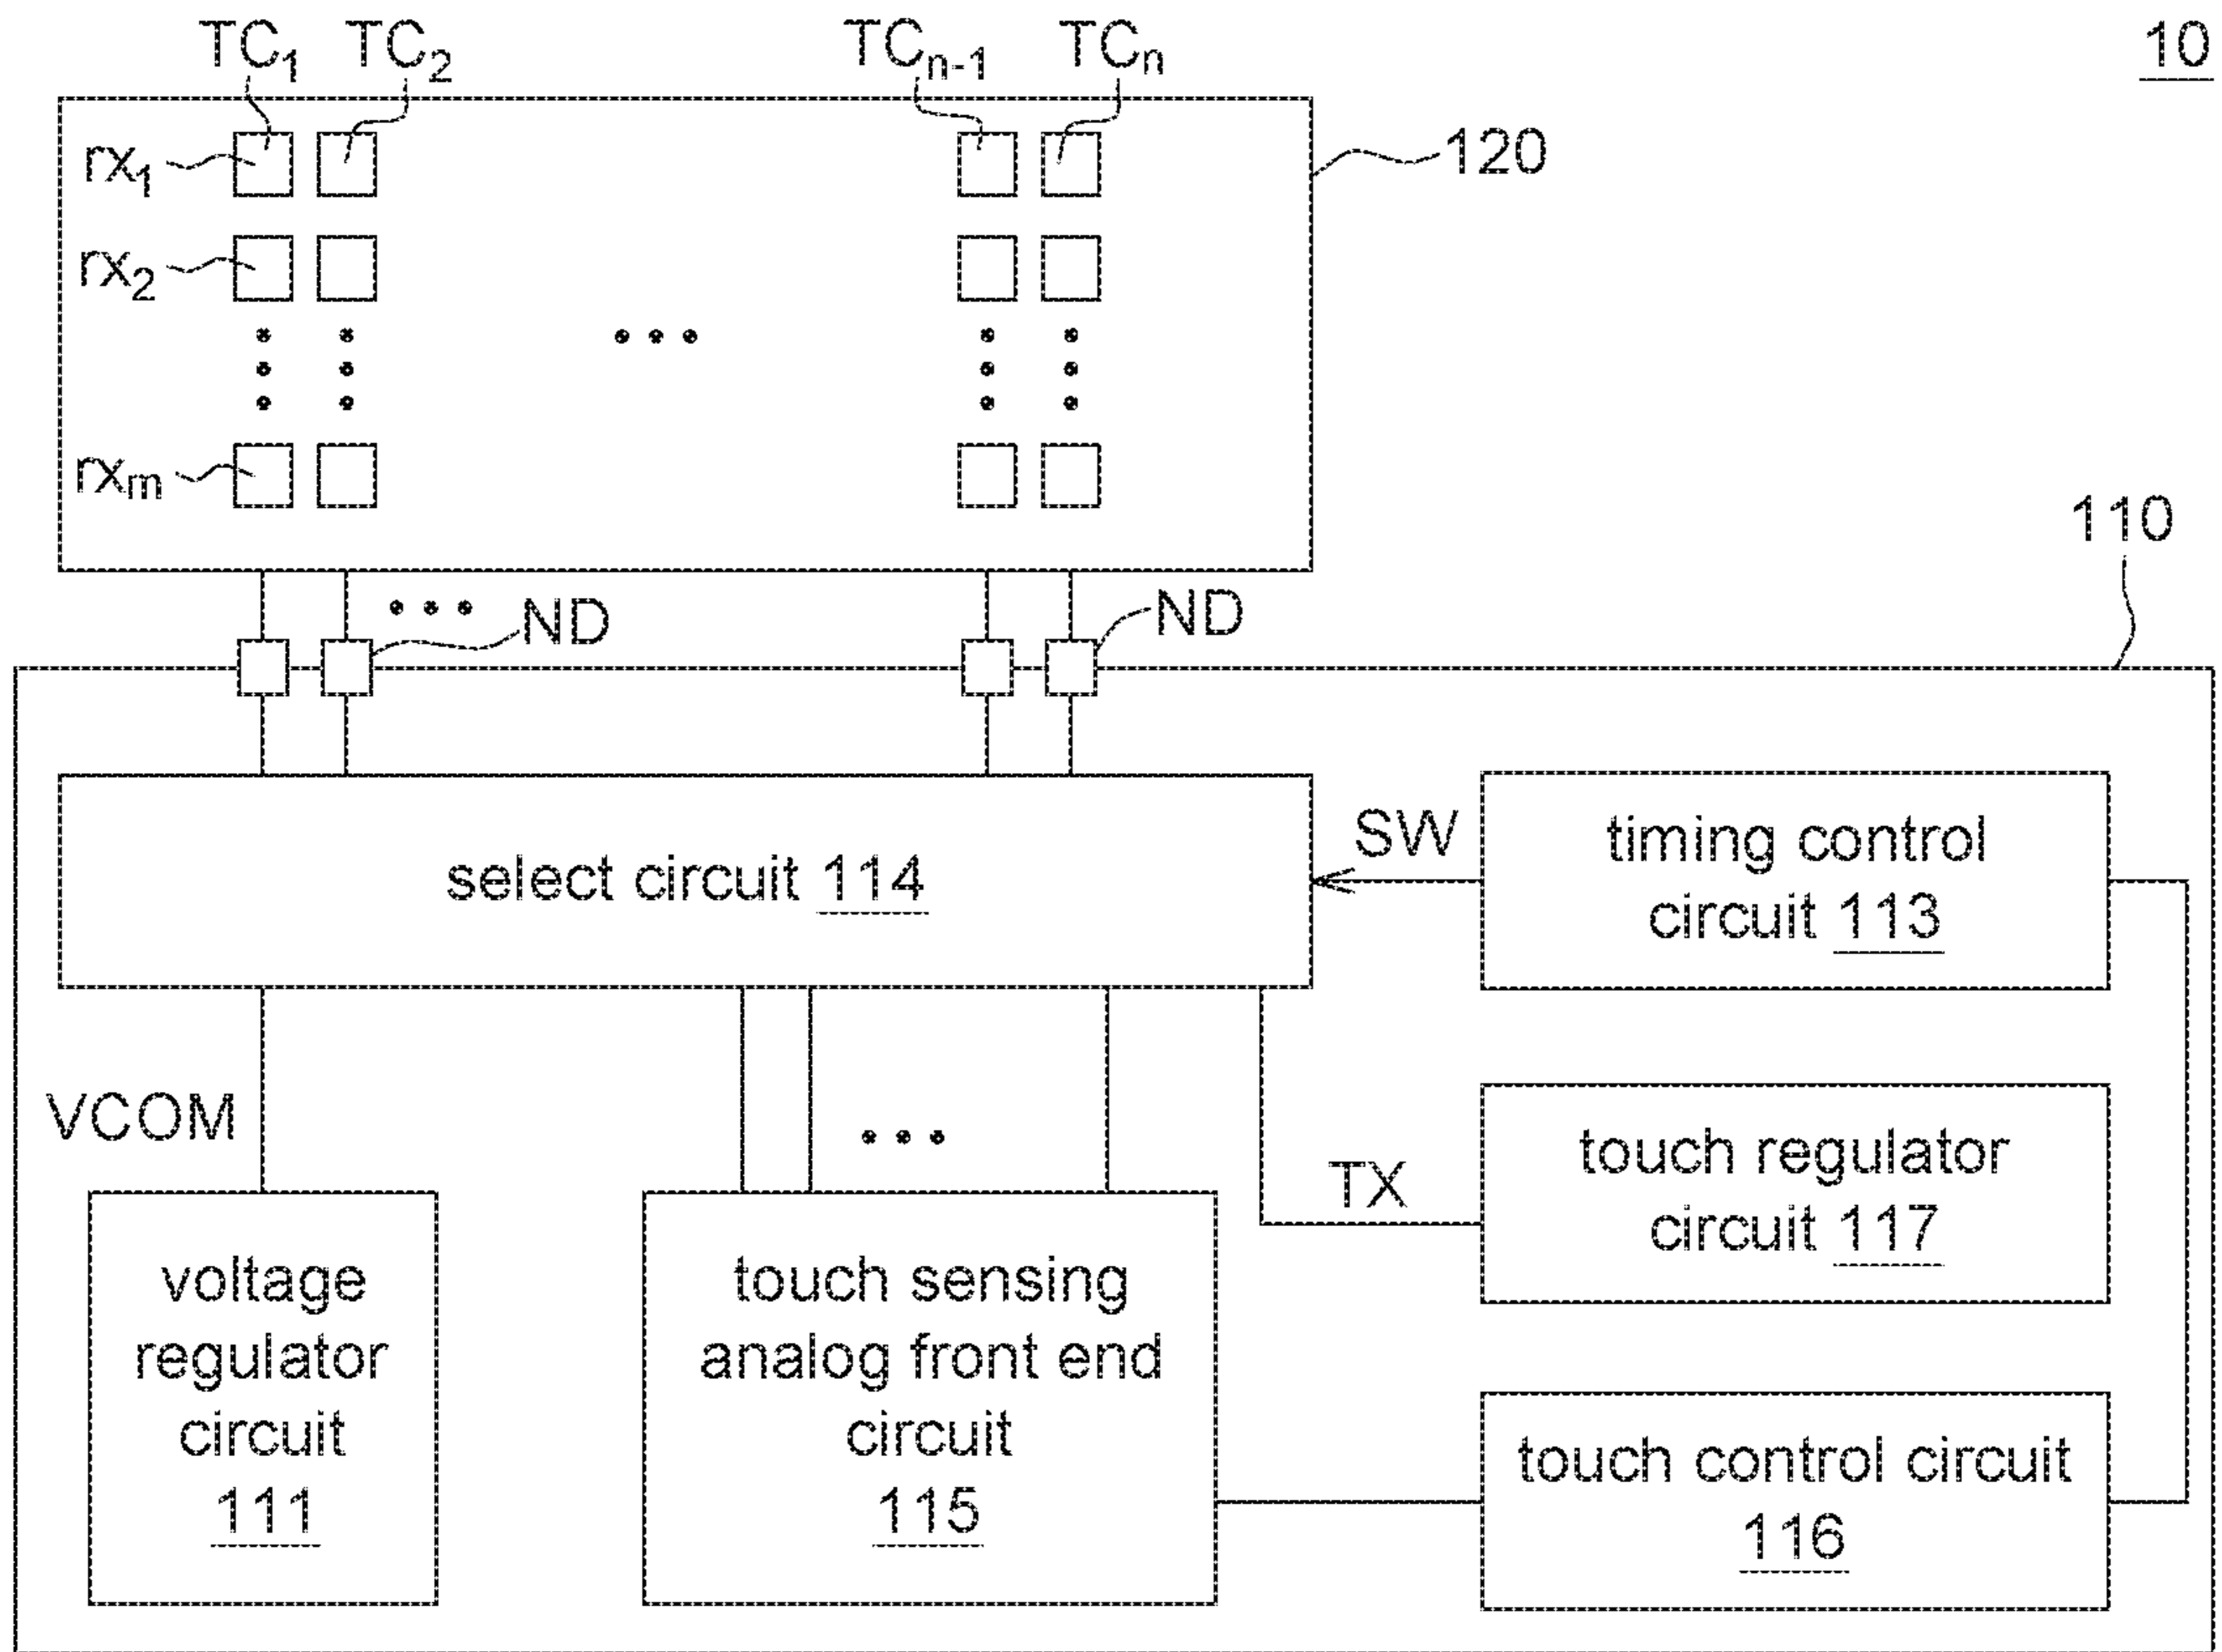 TC1 TC2 TCn-1 TCn 10
rx1 120
rx2
rxm
110
ND ND
select circuit 114
SW
timing control
circuit 113
VCOM
TX
touch regulator
circuit 117
voltage
regulator
circuit
111
touch sensing
analog front end
circuit
115
touch control circuit
116